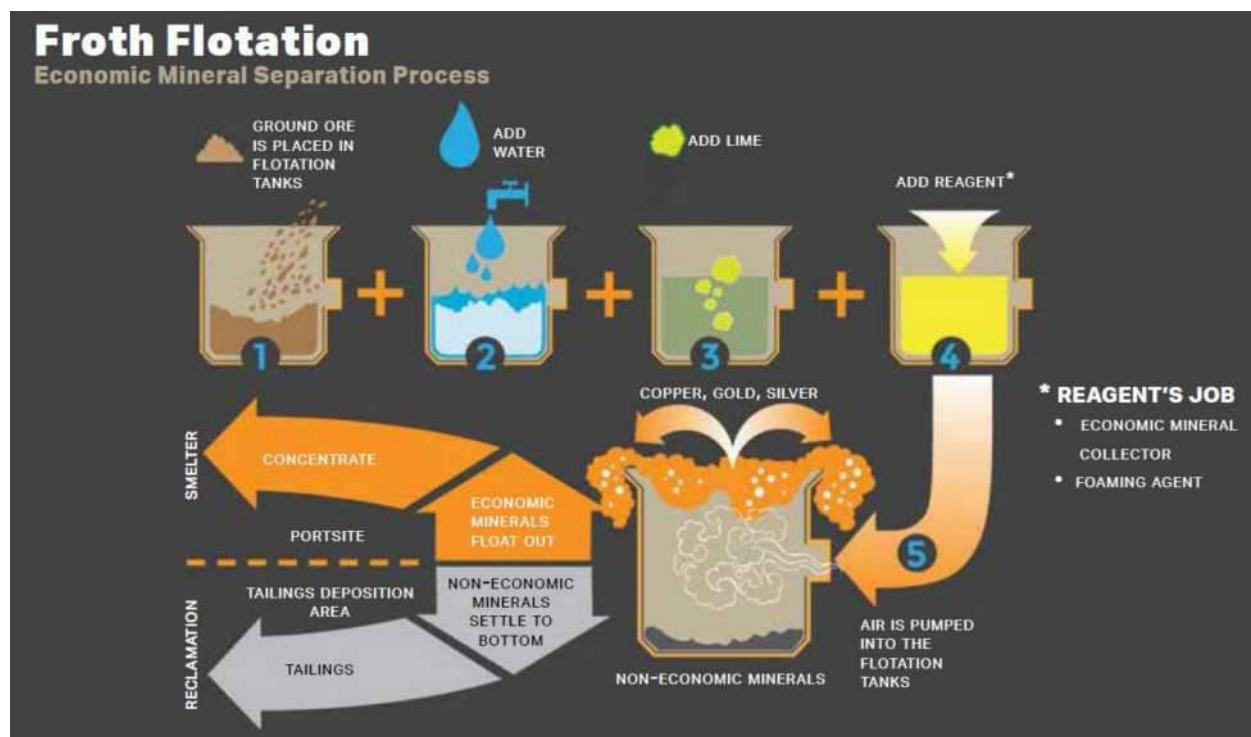 Froth Flotation
Economic Mineral Separation Process
GROUND ORE
IS PLACED IN
FLOTATION
TANKS
ADD
WATER
ADD LIME
ADD REAGENT*
1
2
3
4
COPPER, GOLD, SILVER
* REAGENT'S JOB
• ECONOMIC MINERAL
COLLECTOR
• FOAMING AGENT
SMELTER
CONCENTRATE
ECONOMIC
MINERALS
FLOAT OUT
PORTSITE
5
TAILINGS DEPOSITION
AREA
NON-ECONOMIC
MINERALS
SETTLE TO
BOTTOM
RECLAMATION
TAILINGS
NON-ECONOMIC MINERALS
AIR IS PUMPED
INTO THE
FLOTATION
TANKS